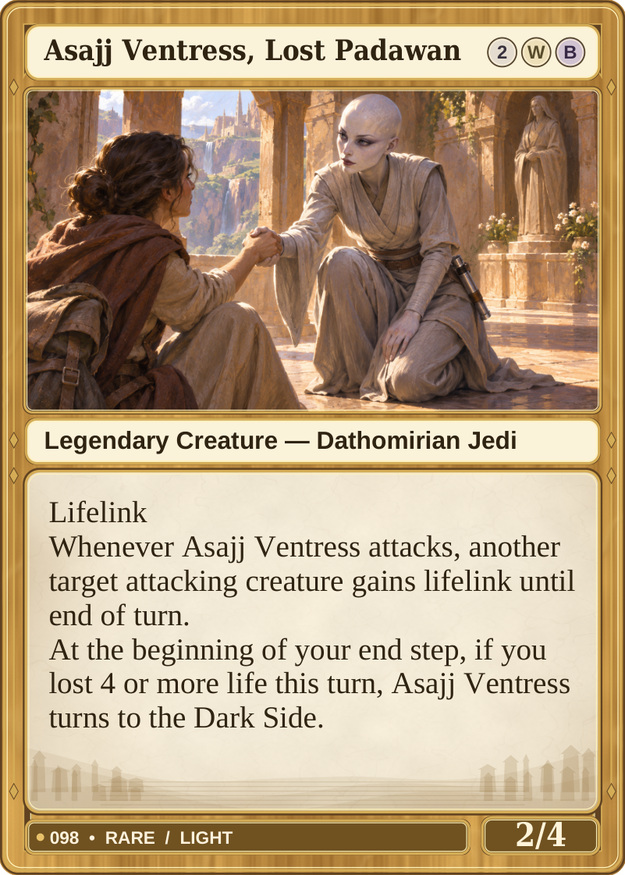 Asajj Ventress, Lost Padawan 2 W B
Legendary Creature — Dathomirian Jedi
Lifelink
Whenever Asajj Ventress attacks, another
target attacking creature gains lifelink until
end of turn.
At the beginning of your end step, if you
lost 4 or more life this turn, Asajj Ventress
turns to the Dark Side.
098 • RARE / LIGHT
2/4